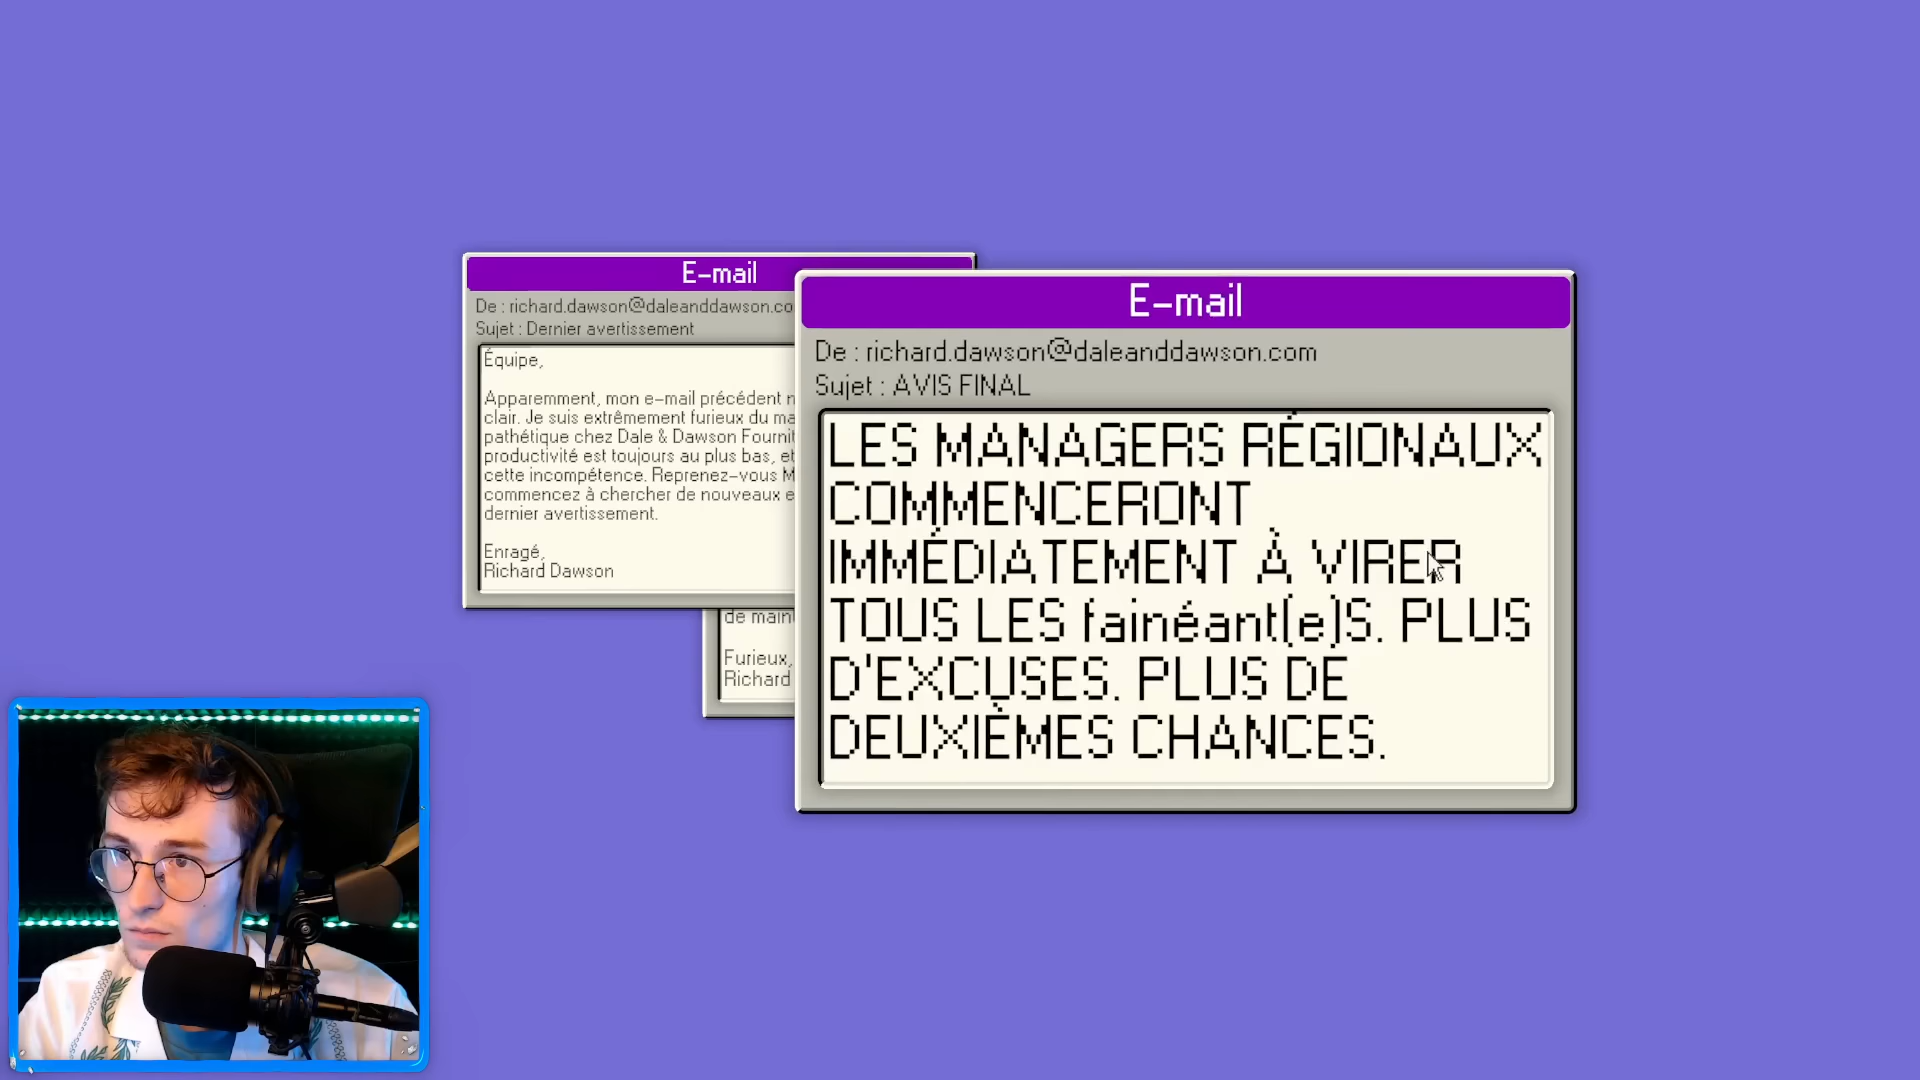 E-mail
De : richard.dawson@daleanddawson.co
Sujet : Dernier avertissement
Équipe,
Apparemment, mon e-mail précédent
clair. Je suis extrêmement furieux du
pathétique chez Dale & Dawson
productivité est toujours au plus bas,
cette incompétence. Reprenez-vous
commencez à chercher de nouveaux
dernier avertissement.
Enragé,
Richard Dawson
Furieux,
Richard
E-mail
De : richard.dawson@daleanddawson.com
Sujet : AVIS FINAL
LES MANAGERS RÉGIONAUX
COMMENCERONT
IMMÉDIATEMENT À VIRER
TOUS LES fainéant(e)S. PLUS
D'EXCUSES. PLUS DE
DEUXIÈMES CHANCES.